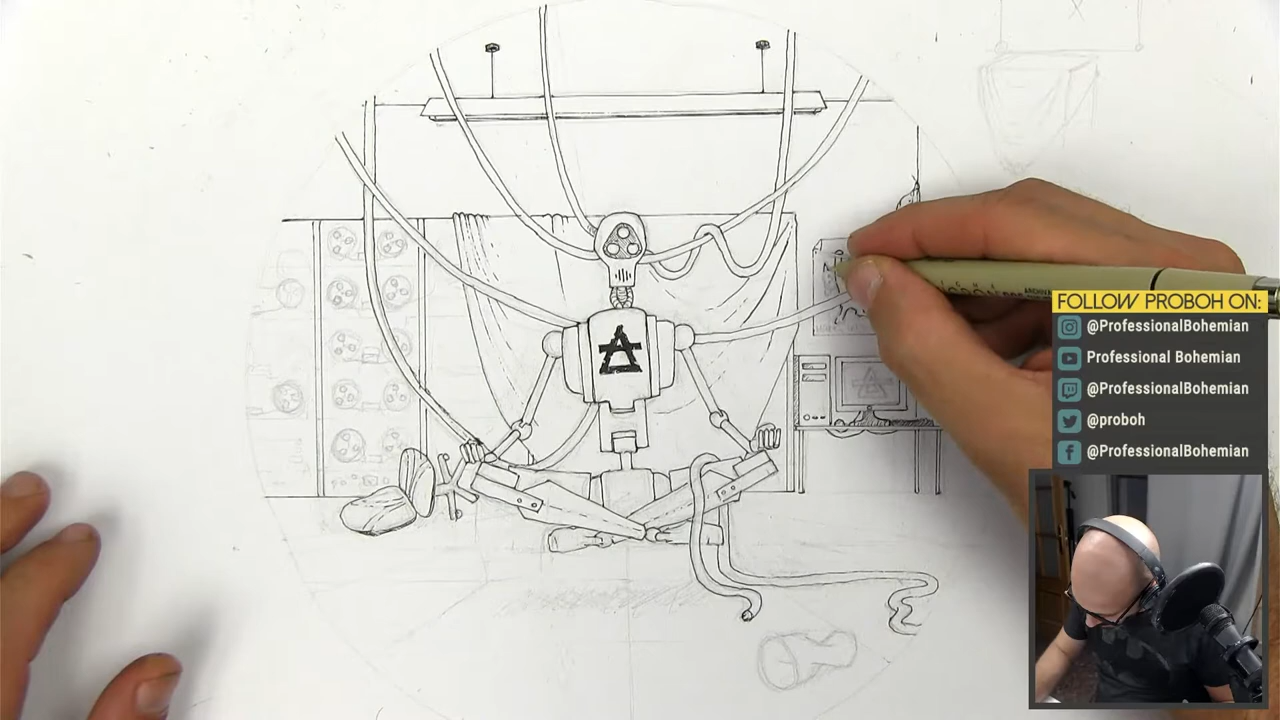 FOLLOW PROBOH ON:
@ProfessionalBohemian
Professional Bohemian
@ProfessionalBohemian
@proboh
@ProfessionalBohemian